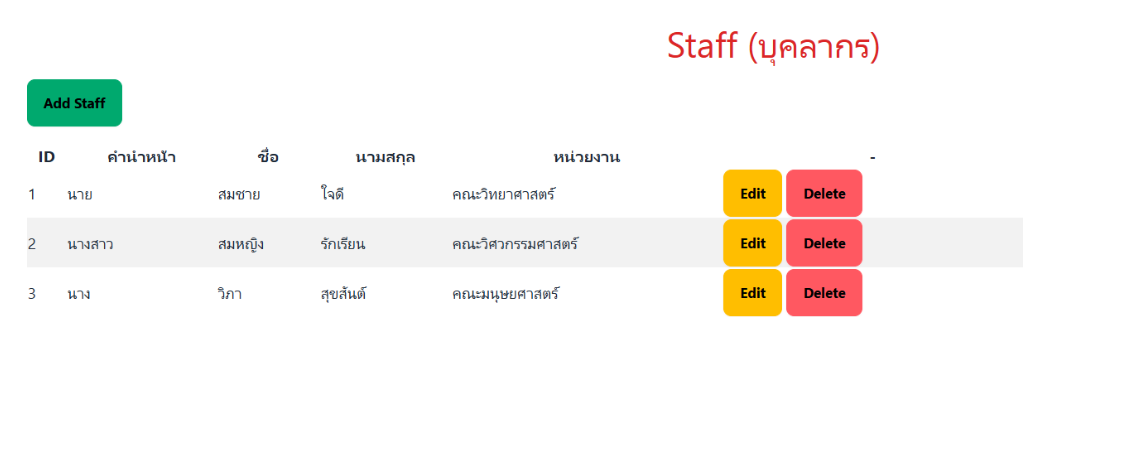 Staff (บุคลากร)
Add Staff
ID คำนำหน้า ชื่อ นามสกุล หน่วยงาน -
1 นาย สมชาย ใจดี คณะวิทยาศาสตร์ Edit Delete
2 นางสาว สมหญิง รักเรียน คณะวิศวกรรมศาสตร์ Edit Delete
3 นาง วิภา สุขสันต์ คณะมนุษยศาสตร์ Edit Delete